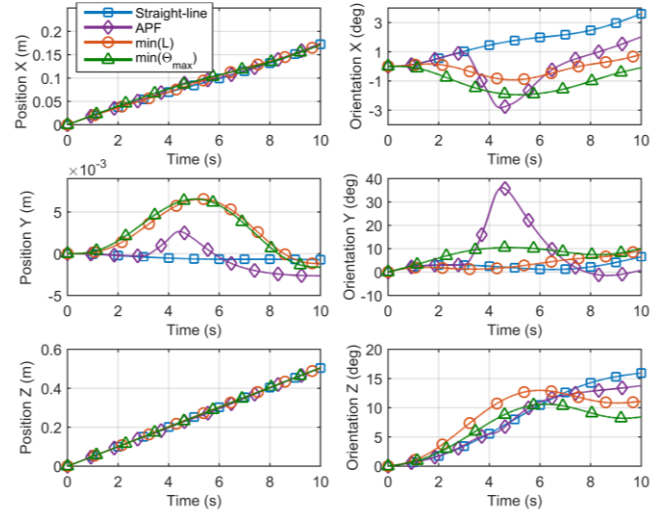 Straight-line
APF
min(L)
min(Θmax)
Position X (m)
0.2
0.15
0.1
0.05
0
0 2 4 6 8 10
Time (s)
Orientation X (deg)
3
1
-1
-3
0 2 4 6 8 10
Time (s)
×10-3
Position Y (m)
5
0
-5
0 2 4 6 8 10
Time (s)
Orientation Y (deg)
40
30
20
10
0
-10
0 2 4 6 8 10
Time (s)
Position Z (m)
0.6
0.4
0.2
0
0 2 4 6 8 10
Time (s)
Orientation Z (deg)
20
15
10
5
0
0 2 4 6 8 10
Time (s)